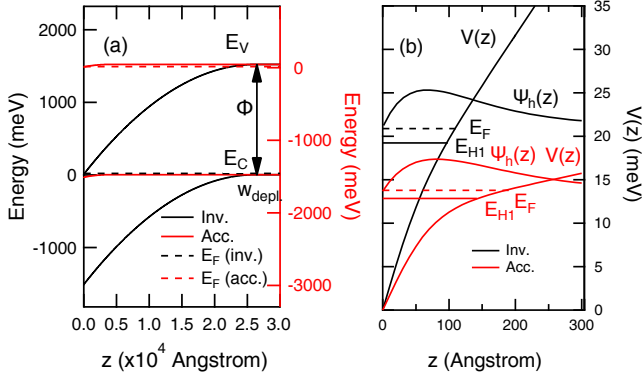 (a)
E_V
2000
1000
0
-1000
Energy (meV)
Φ
E_C
w_depl.
Inv.
Acc.
E_F (inv.)
E_F (acc.)
0
-1000
-2000
-3000
Energy (meV)
0.0 0.5 1.0 1.5 2.0 2.5 3.0
z (x10^4 Angstrom)
(b)
V(z)
Ψ_h(z)
E_F
E_H1
Ψ_h(z) V(z)
E_H1 E_F
Inv.
Acc.
35
30
25
20
15
10
5
0
V(z) (meV)
0 100 200 300
z (Angstrom)